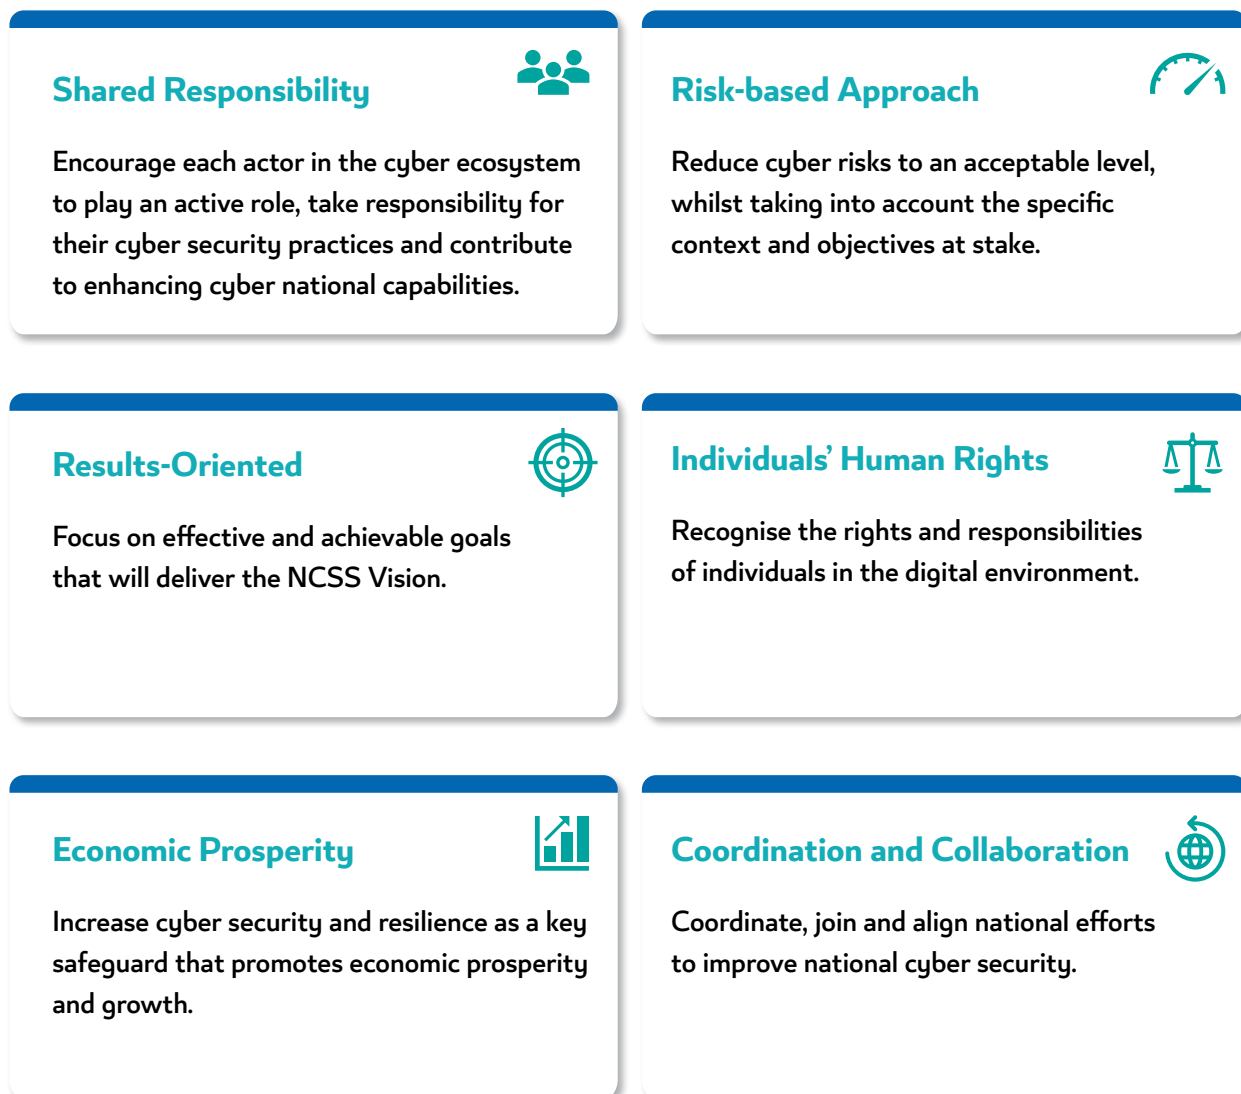 Shared Responsibility
Encourage each actor in the cyber ecosystem
to play an active role, take responsibility for
their cyber security practices and contribute
to enhancing cyber national capabilities.
Risk-based Approach
Reduce cyber risks to an acceptable level,
whilst taking into account the specific
context and objectives at stake.
Results-Oriented
Focus on effective and achievable goals
that will deliver the NCSS Vision.
Individuals’ Human Rights
Recognise the rights and responsibilities
of individuals in the digital environment.
Economic Prosperity
Increase cyber security and resilience as a key
safeguard that promotes economic prosperity
and growth.
Coordination and Collaboration
Coordinate, join and align national efforts
to improve national cyber security.